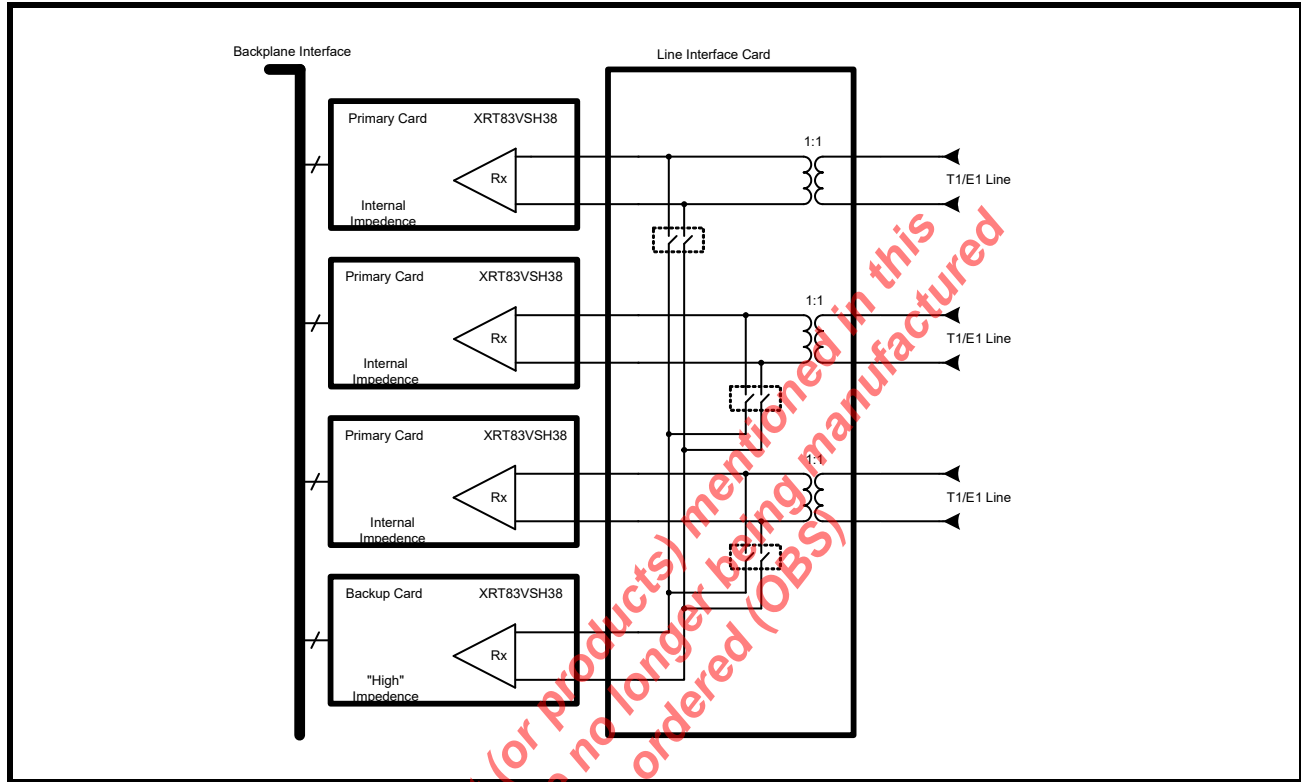 Backplane Interface
Line Interface Card
Primary Card XRT83VSH38
Rx
Internal
Impedence
1:1
T1/E1 Line
Primary Card XRT83VSH38
Rx
Internal
Impedence
1:1
T1/E1 Line
Primary Card XRT83VSH38
Rx
Internal
Impedence
1:1
T1/E1 Line
Backup Card XRT83VSH38
Rx
"High"
Impedence
(or products) mentioned in this
no longer being manufactured
ordered (OBS)